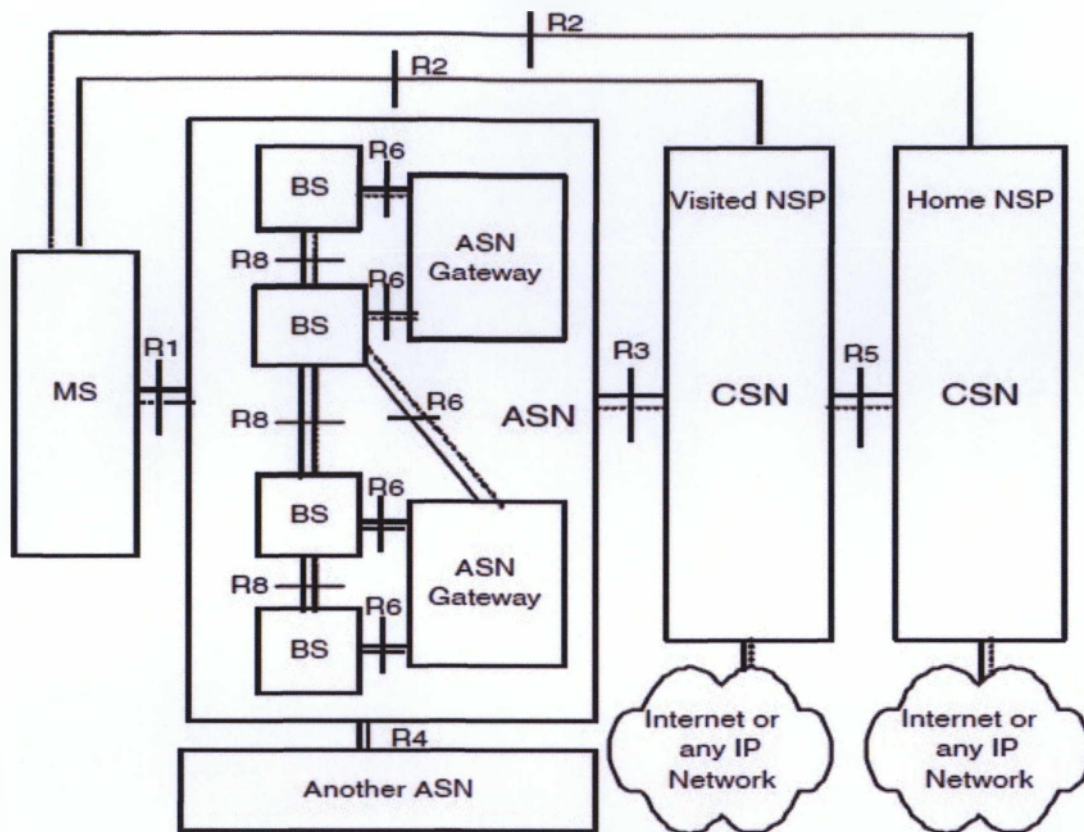 R2
R2
R6
BS
Visited NSP
Home NSP
ASN
Gateway
R8
R6
BS
R1
R3
R5
MS
R6
ASN
CSN
CSN
R8
R6
BS
ASN
Gateway
R8
R6
BS
R4
Internet or
any IP
Network
Internet or
any IP
Network
Another ASN